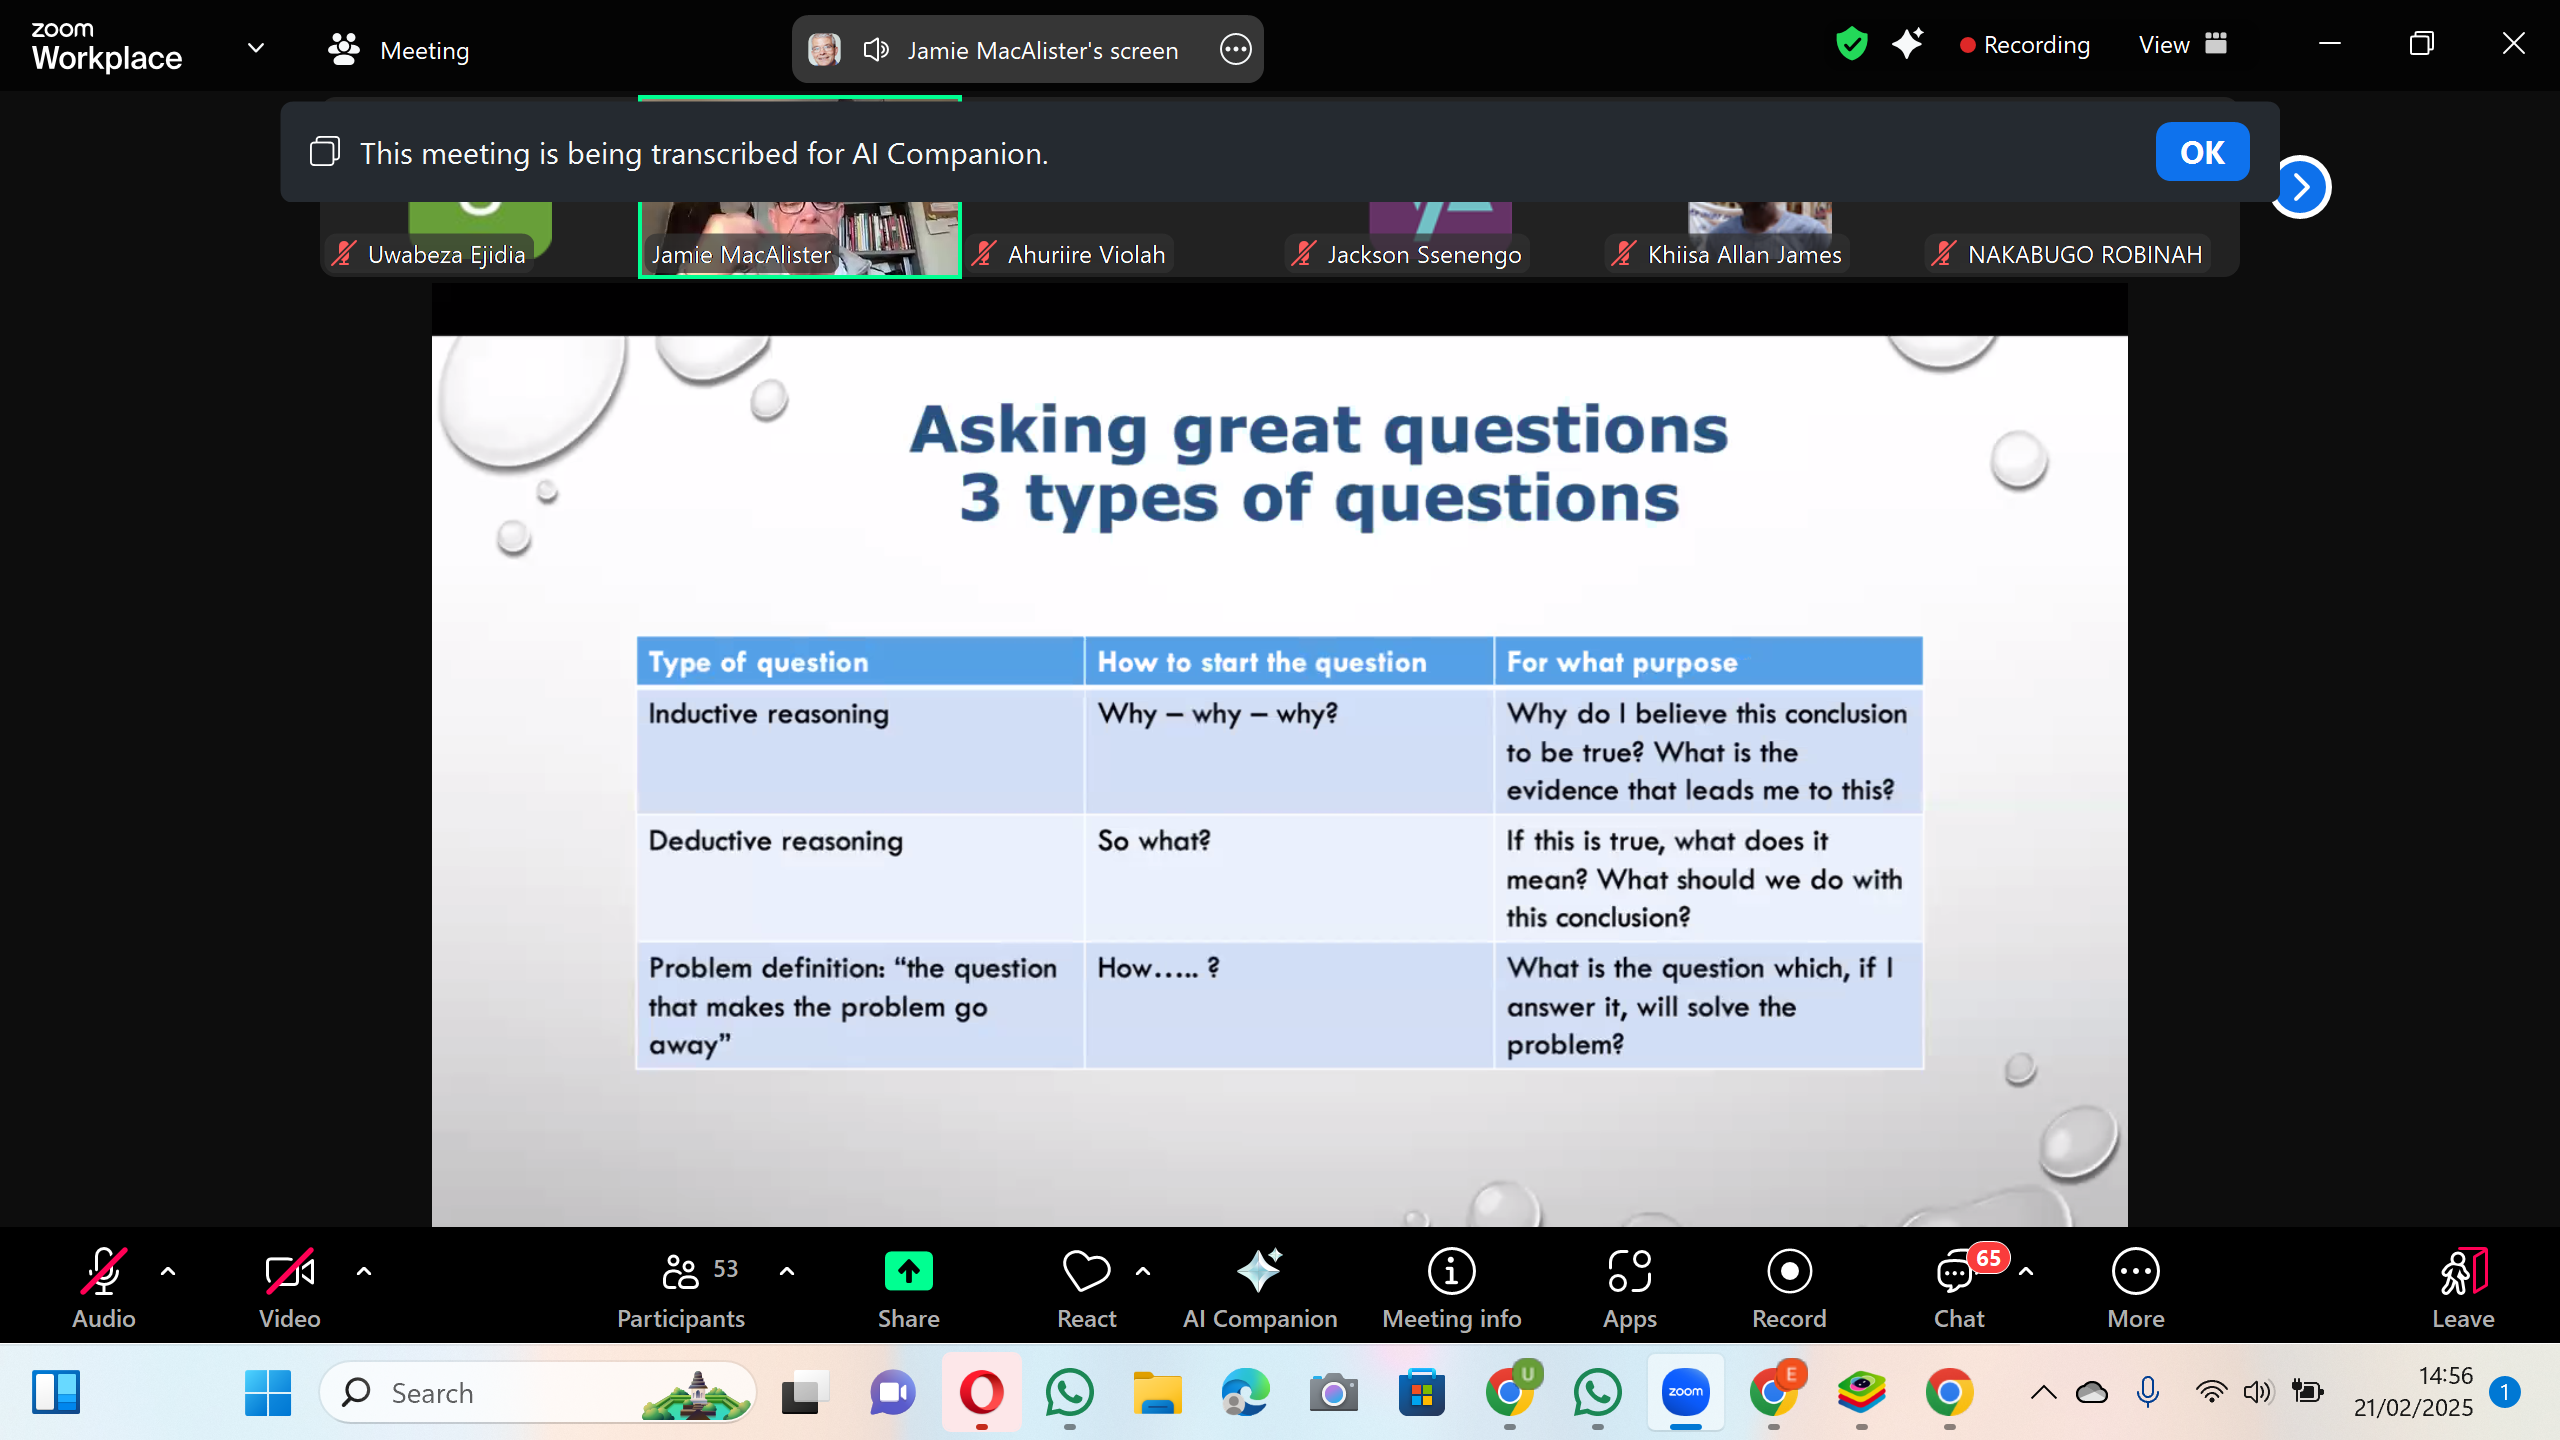 zoom
Workplace
Meeting
Jamie MacAlister's screen
Recording
View
This meeting is being transcribed for AI Companion.
OK
Uwabeza Ejidia
Jamie MacAlister
Ahuriire Violah
Jackson Ssenengo
Khiisa Allan James
NAKABUGO ROBINAH
Asking great questions
3 types of questions
Type of question
How to start the question
For what purpose
Inductive reasoning
Why – why – why?
Why do I believe this conclusion
to be true? What is the
evidence that leads me to this?
Deductive reasoning
So what?
If this is true, what does it
mean? What should we do with
this conclusion?
Problem definition: “the question
that makes the problem go
away”
How….. ?
What is the question which, if I
answer it, will solve the
problem?
Audio
Video
Participants
53
Share
React
AI Companion
Meeting info
Apps
Record
Chat
65
More
Leave
Search
U
zoom
E
14:56
21/02/2025
1